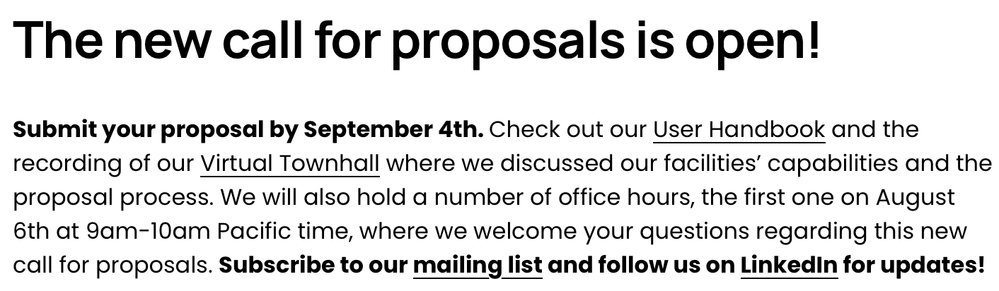 The new call for proposals is open!
Submit your proposal by September 4th. Check out our User Handbook and the
recording of our Virtual Townhall where we discussed our facilities’ capabilities and the
proposal process. We will also hold a number of office hours, the first one on August
6th at 9am-10am Pacific time, where we welcome your questions regarding this new
call for proposals. Subscribe to our mailing list and follow us on LinkedIn for updates!